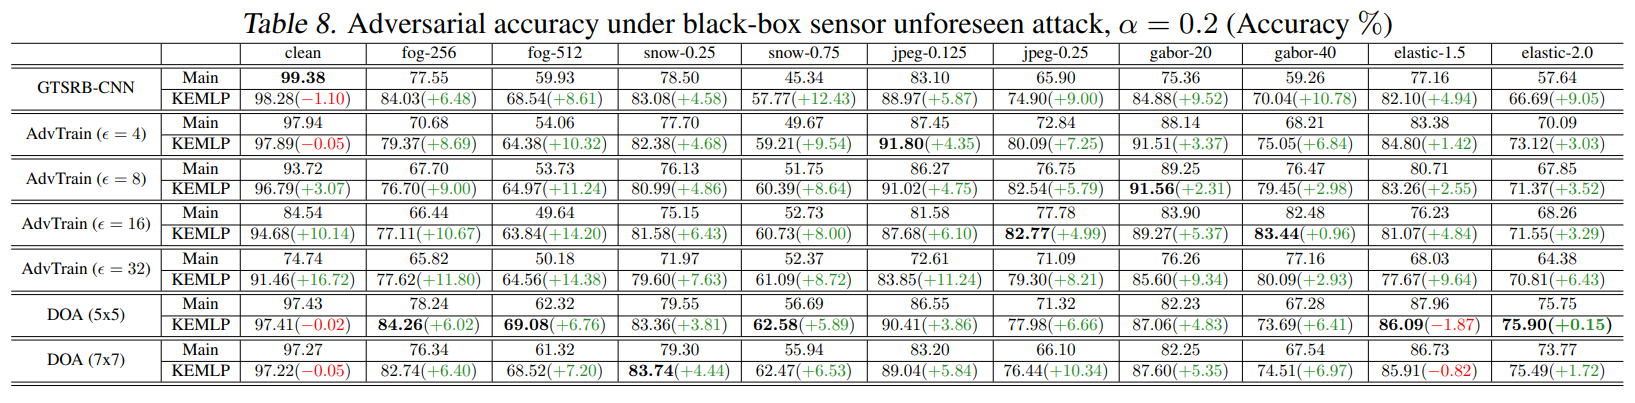 Table 8. Adversarial accuracy under black-box sensor unforeseen attack, α = 0.2 (Accuracy %)
clean fog-256 fog-512 snow-0.25 snow-0.75 jpeg-0.125 jpeg-0.25 gabor-20 gabor-40 elastic-1.5 elastic-2.0
GTSRB-CNN
Main 99.38 77.55 59.93 78.50 45.34 83.10 65.90 75.36 59.26 77.16 57.64
KEMLP 98.28(−1.10) 84.03(+6.48) 68.54(+8.61) 83.08(+4.58) 57.77(+12.43) 88.97(+5.87) 74.90(+9.00) 84.88(+9.52) 70.04(+10.78) 82.10(+4.94) 66.69(+9.05)
AdvTrain (ϵ = 4)
Main 97.94 70.68 54.06 77.70 49.67 87.45 72.84 88.14 68.21 83.38 70.09
KEMLP 97.89(−0.05) 79.37(+8.69) 64.38(+10.32) 82.38(+4.68) 59.21(+9.54) 91.80(+4.35) 80.09(+7.25) 91.51(+3.37) 75.05(+6.84) 84.80(+1.42) 73.12(+3.03)
AdvTrain (ϵ = 8)
Main 93.72 67.70 53.73 76.13 51.75 86.27 76.75 89.25 76.47 80.71 67.85
KEMLP 96.79(+3.07) 76.70(+9.00) 64.97(+11.24) 80.99(+4.86) 60.39(+8.64) 91.02(+4.75) 82.54(+5.79) 91.56(+2.31) 79.45(+2.98) 83.26(+2.55) 71.37(+3.52)
AdvTrain (ϵ = 16)
Main 84.54 66.44 49.64 75.15 52.73 81.58 77.78 83.90 82.48 76.23 68.26
KEMLP 94.68(+10.14) 77.11(+10.67) 63.84(+14.20) 81.58(+6.43) 60.73(+8.00) 87.68(+6.10) 82.77(+4.99) 89.27(+5.37) 83.44(+0.96) 81.07(+4.84) 71.55(+3.29)
AdvTrain (ϵ = 32)
Main 74.74 65.82 50.18 71.97 52.37 72.61 71.09 76.26 77.16 68.03 64.38
KEMLP 91.46(+16.72) 77.62(+11.80) 64.56(+14.38) 79.60(+7.63) 61.09(+8.72) 83.85(+11.24) 79.30(+8.21) 85.60(+9.34) 80.09(+2.93) 77.67(+9.64) 70.81(+6.43)
DOA (5x5)
Main 97.43 78.24 62.32 79.55 56.69 86.55 71.32 82.23 67.28 87.96 75.75
KEMLP 97.41(−0.02) 84.26(+6.02) 69.08(+6.76) 83.36(+3.81) 62.58(+5.89) 90.41(+3.86) 77.98(+6.66) 87.06(+4.83) 73.69(+6.41) 86.09(−1.87) 75.90(+0.15)
DOA (7x7)
Main 97.27 76.34 61.32 79.30 55.94 83.20 66.10 82.25 67.54 86.73 73.77
KEMLP 97.22(−0.05) 82.74(+6.40) 68.52(+7.20) 83.74(+4.44) 62.47(+6.53) 89.04(+5.84) 76.44(+10.34) 87.60(+5.35) 74.51(+6.97) 85.91(−0.82) 75.49(+1.72)